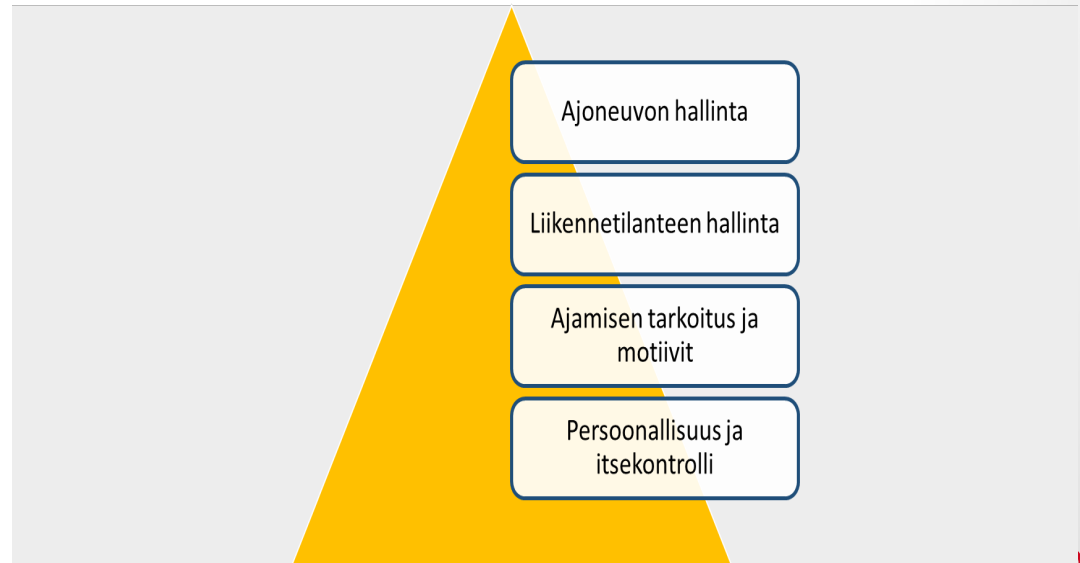 Ajoneuvon hallinta
Liikennetilanteen hallinta
Ajamisen tarkoitus ja
motiivit
Persoonallisuus ja
itsekontrolli